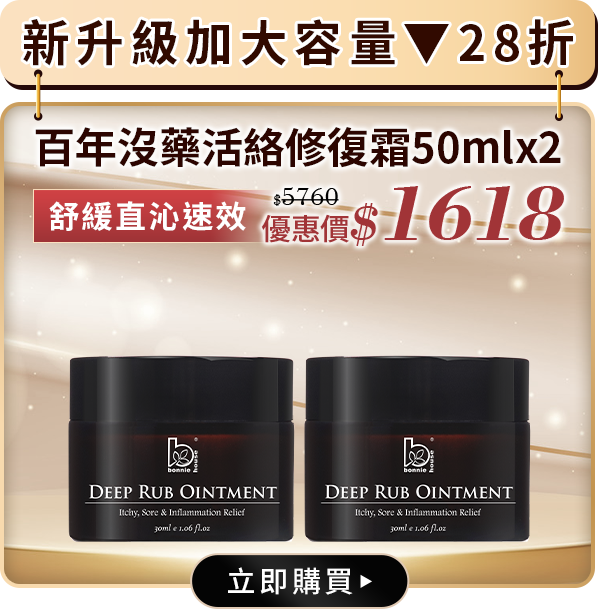 新升級加大容量▼28折
百年沒藥活絡修復霜50mlx2
舒緩直沁速效
$5760
優惠價$1618
b
bonnie house®
DEEP RUB OINTMENT
Itchy, Sore & Inflammation Relief
30ml e 1.06 fl.oz
b
bonnie house®
DEEP RUB OINTMENT
Itchy, Sore & Inflammation Relief
30ml e 1.06 fl.oz
立即購買▶